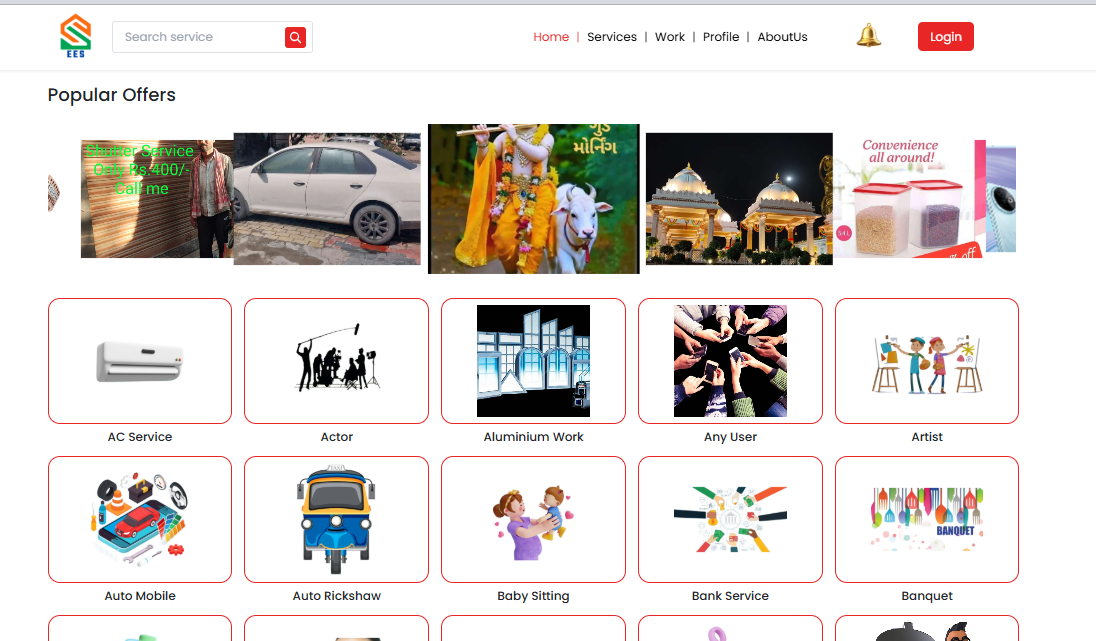 EES
Search service
Home | Services | Work | Profile | AboutUs
Login
Popular Offers
Shutter Service
Only Rs.400/-
Call me
ગુડ
મોર્નિંગ
Convenience
all around!
% off
AC Service
Actor
Aluminium Work
Any User
Artist
BANQUET
Auto Mobile
Auto Rickshaw
Baby Sitting
Bank Service
Banquet